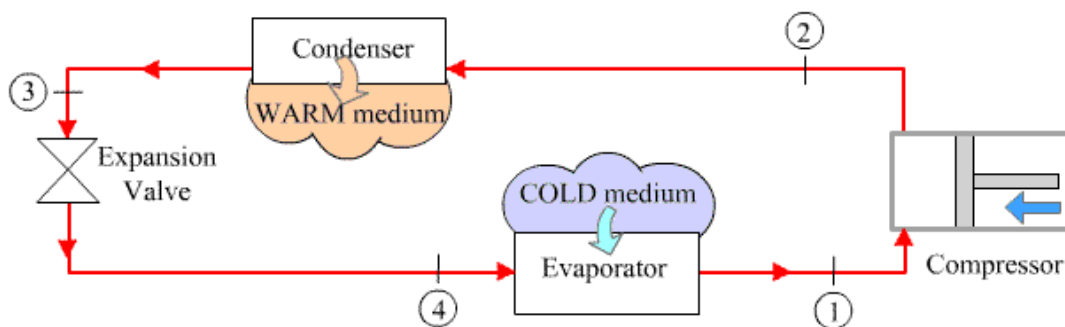 2
Condenser
3
WARM medium
Expansion
Valve
COLD medium
Evaporator
Compressor
4
1